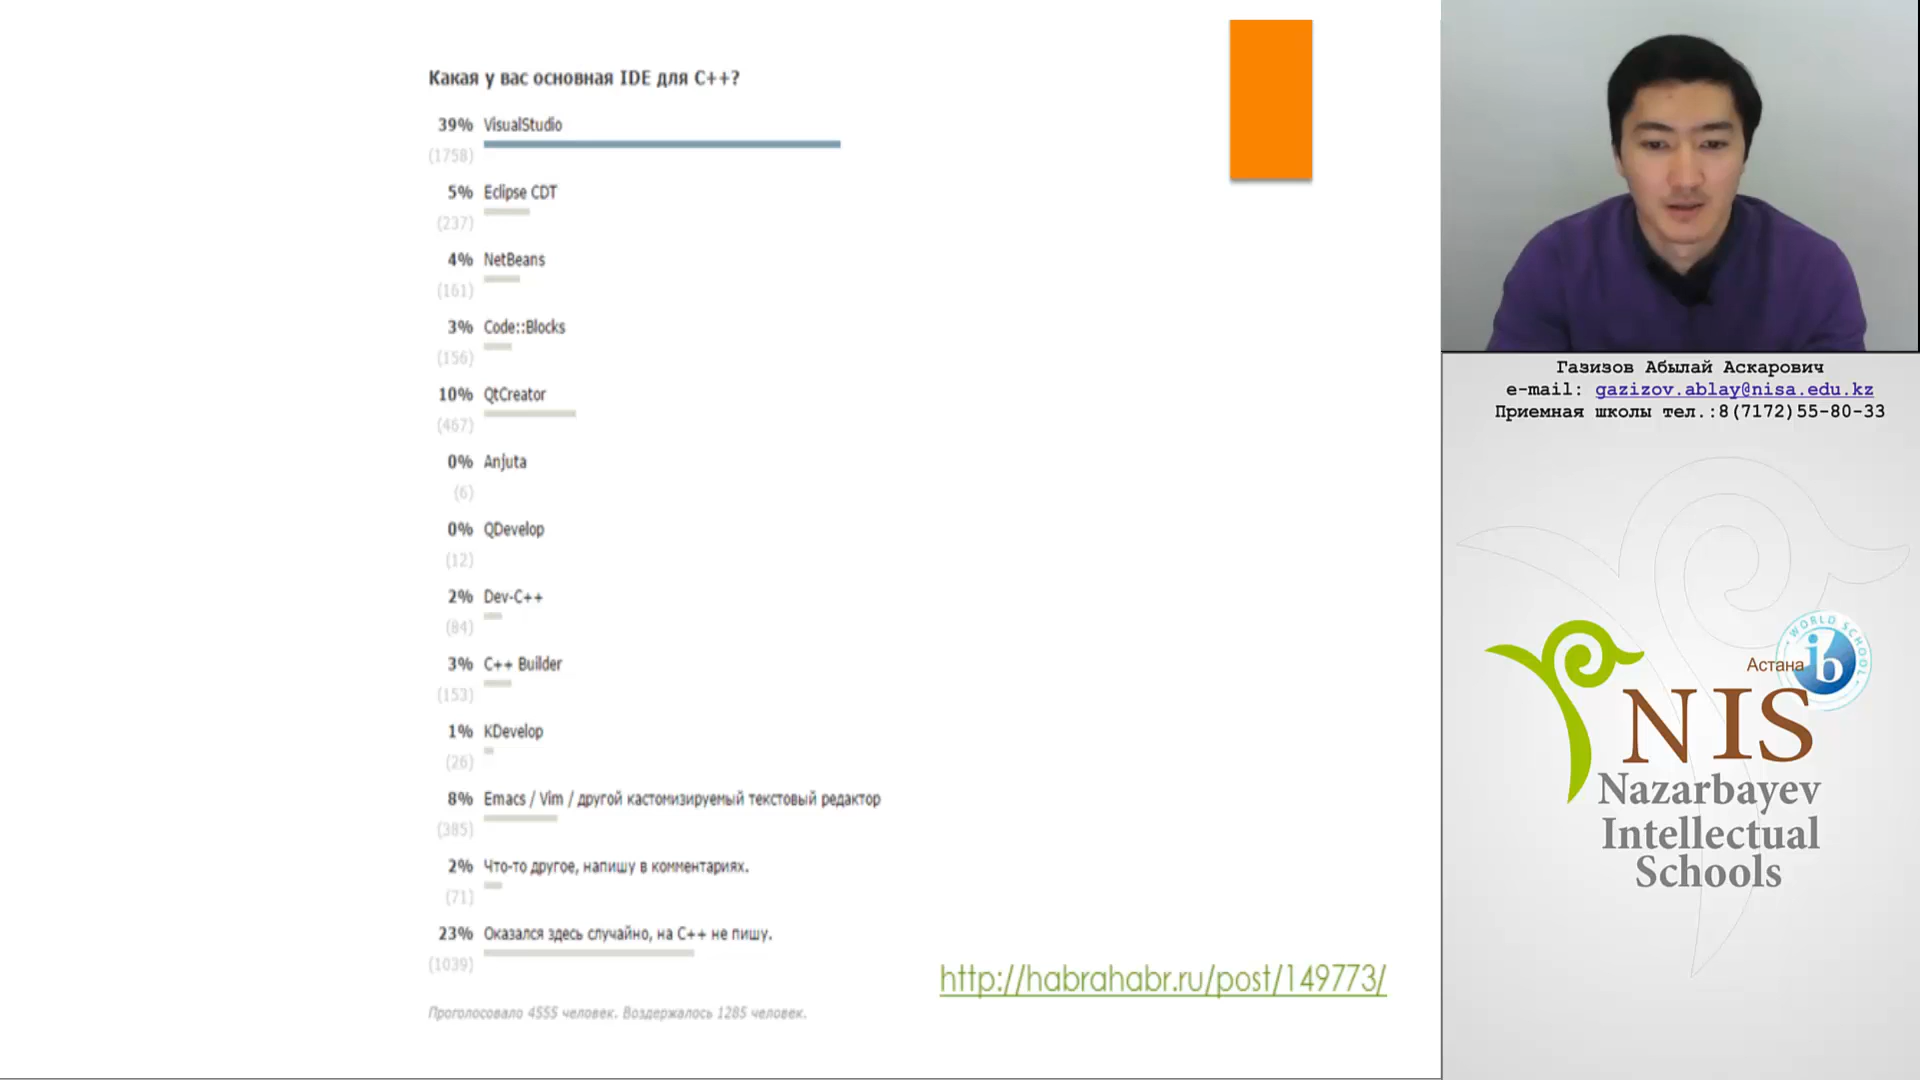 Какая у вас основная IDE для C++?
39% VisualStudio
(1758)
5% Eclipse CDT
(237)
4% NetBeans
(161)
3% Code::Blocks
(156)
10% QtCreator
(467)
0% Anjuta
(6)
0% QDevelop
(12)
2% Dev-C++
(84)
3% C++ Builder
(153)
1% KDevelop
(26)
8% Emacs / Vim / другой кастомизируемый текстовый редактор
(385)
2% Что-то другое, напишу в комментариях.
(71)
23% Оказался здесь случайно, на C++ не пишу.
(1039)
Проголосовало 4555 человек. Воздержалось 1285 человек.
http://habrahabr.ru/post/149773/
Газизов Абылай Аскарович
e-mail: gazizov.ablay@nisa.edu.kz
Приемная школы тел.:8(7172)55-80-33
WORLD SCHOOL
ib
Астана
NIS
Nazarbayev
Intellectual
Schools